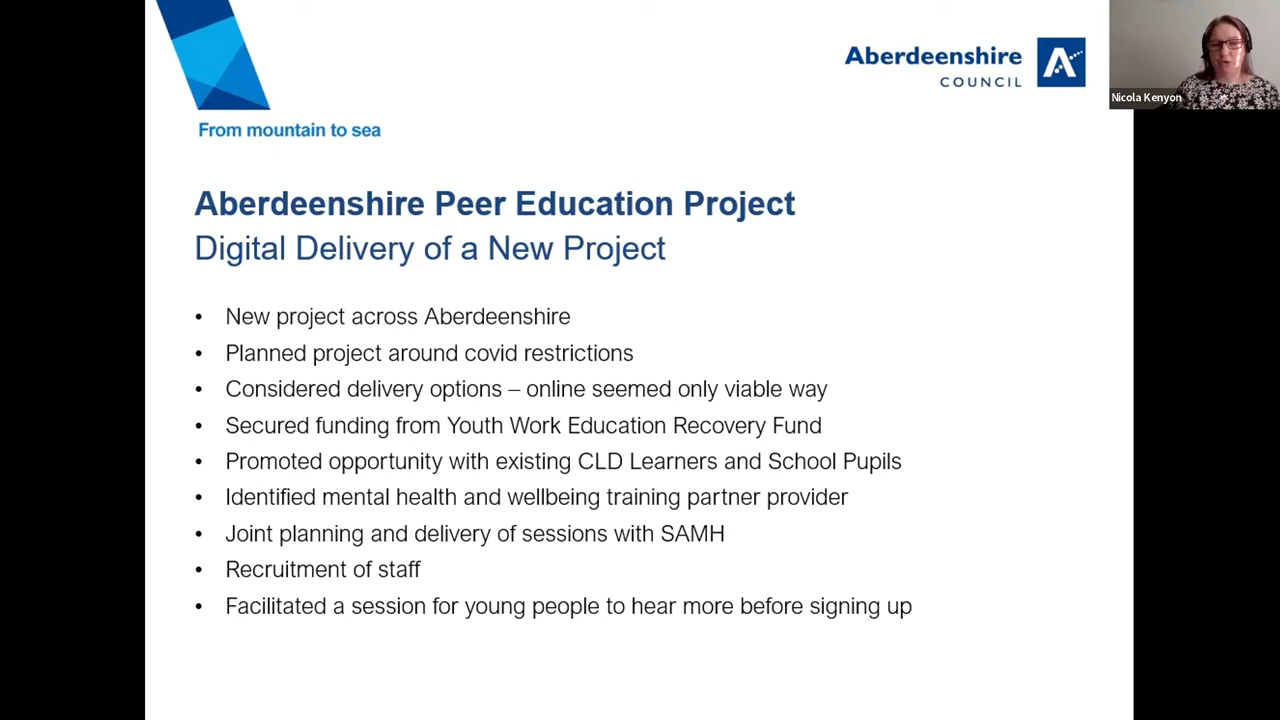 Aberdeenshire
COUNCIL
Nicola Kenyon
From mountain to sea
Aberdeenshire Peer Education Project
Digital Delivery of a New Project
• New project across Aberdeenshire
• Planned project around covid restrictions
• Considered delivery options – online seemed only viable way
• Secured funding from Youth Work Education Recovery Fund
• Promoted opportunity with existing CLD Learners and School Pupils
• Identified mental health and wellbeing training partner provider
• Joint planning and delivery of sessions with SAMH
• Recruitment of staff
• Facilitated a session for young people to hear more before signing up